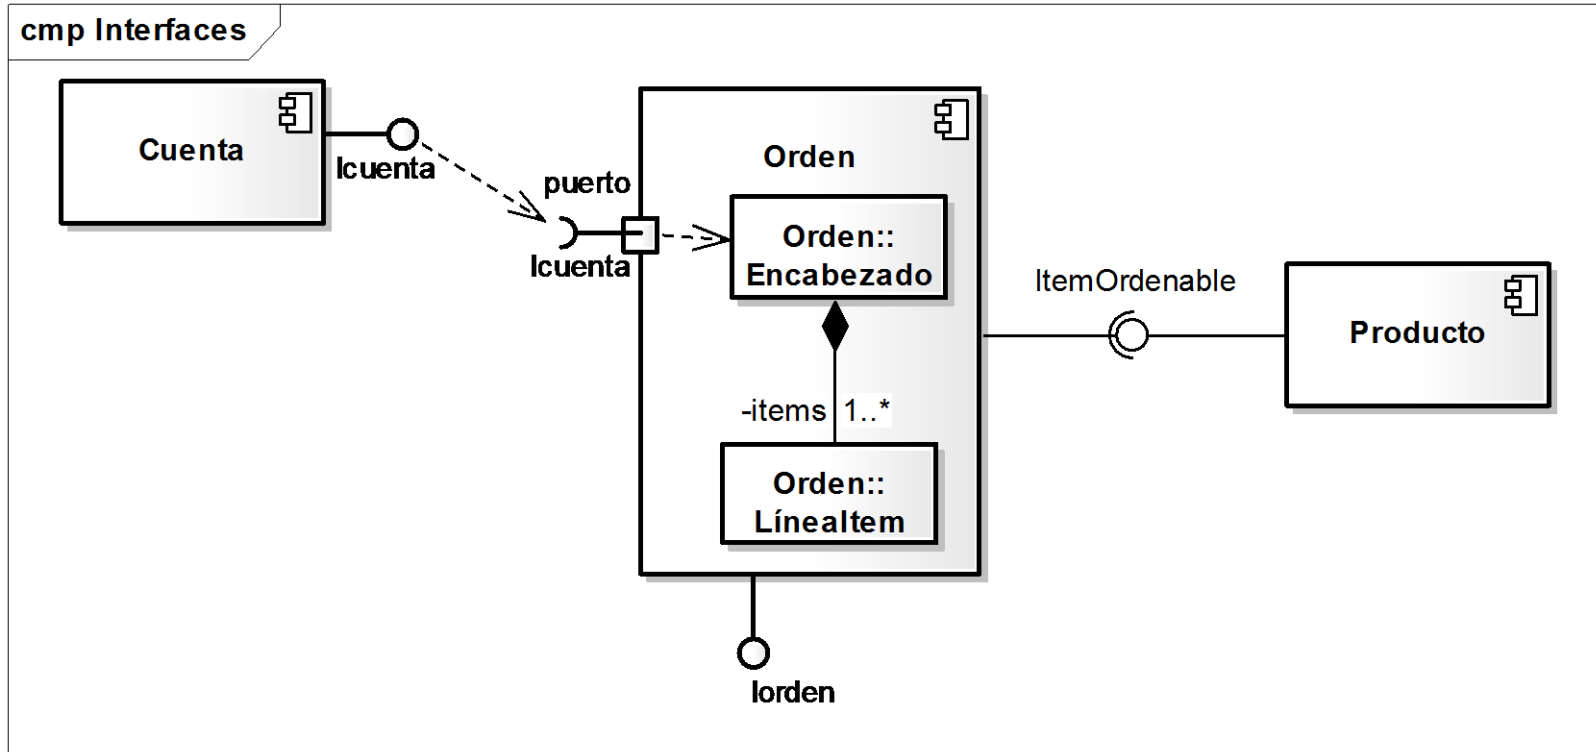 cmp Interfaces
Cuenta
Icuenta
puerto
Icuenta
Orden
Orden::
Encabezado
-items 1..*
Orden::
LíneaItem
ItemOrdenable
Producto
Iorden